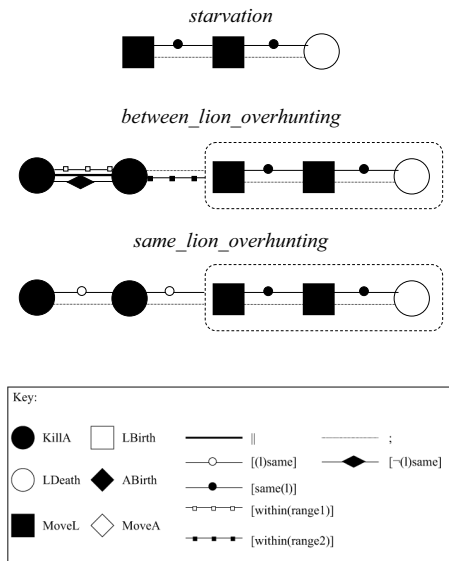 starvation
between_lion_overhunting
same_lion_overhunting
Key:
KillA LBirth || ;
[(l)same] [¬(l)same]
LDeath ABirth [same(l)]
[within(range1)]
MoveL MoveA
[within(range2)]